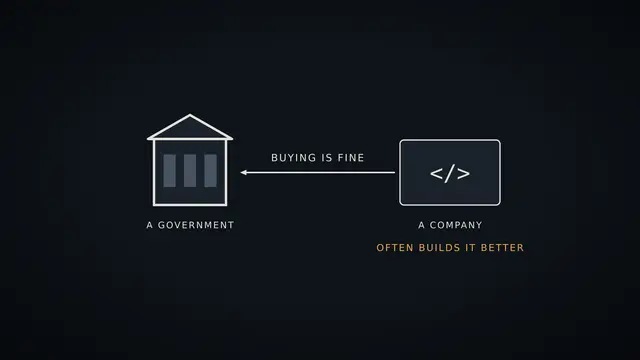 BUYING IS FINE
</>
A GOVERNMENT
A COMPANY
OFTEN BUILDS IT BETTER